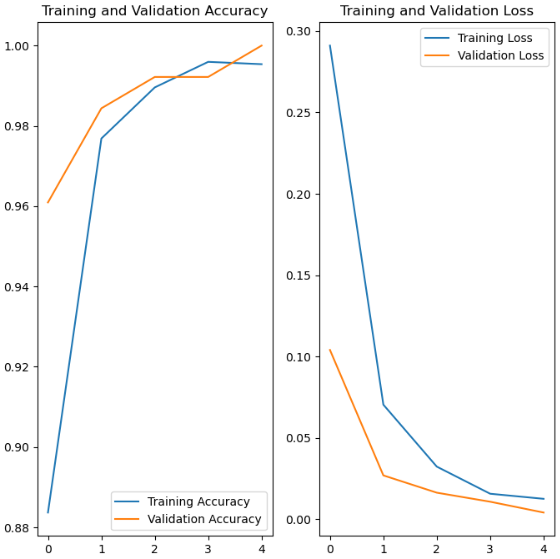 Training and Validation Accuracy
1.00
0.98
0.96
0.94
0.92
0.90
0.88
0 1 2 3 4
Training Accuracy
Validation Accuracy
Training and Validation Loss
0.30
0.25
0.20
0.15
0.10
0.05
0.00
0 1 2 3 4
Training Loss
Validation Loss